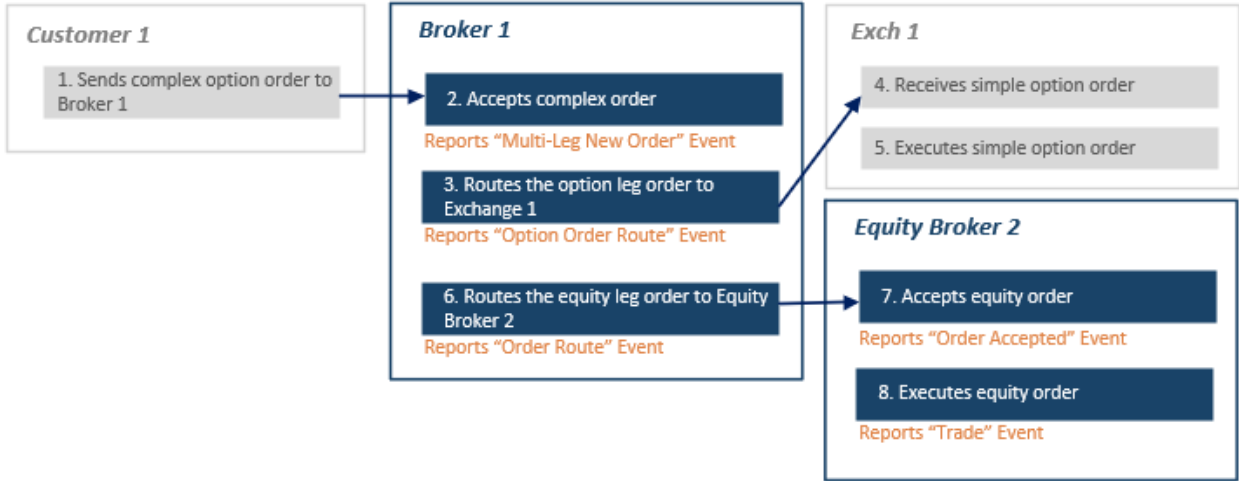 Customer 1
1. Sends complex option order to
Broker 1
Broker 1
2. Accepts complex order
Reports “Multi-Leg New Order” Event
3. Routes the option leg order to
Exchange 1
Reports “Option Order Route” Event
6. Routes the equity leg order to Equity
Broker 2
Reports “Order Route” Event
Exch 1
4. Receives simple option order
5. Executes simple option order
Equity Broker 2
7. Accepts equity order
Reports “Order Accepted” Event
8. Executes equity order
Reports “Trade” Event